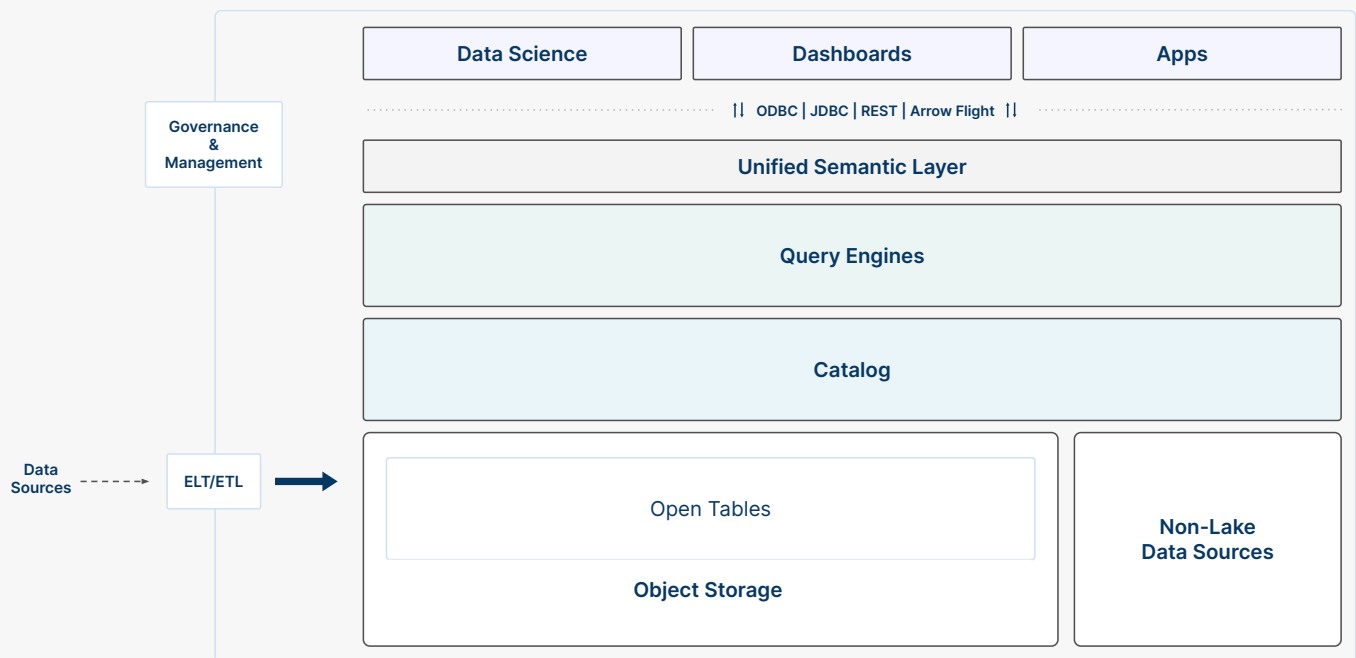 Data Science
Dashboards
Apps
ODBC | JDBC | REST | Arrow Flight
Governance
&
Management
Unified Semantic Layer
Query Engines
Catalog
Data
Sources
ELT/ETL
Open Tables
Object Storage
Non-Lake
Data Sources